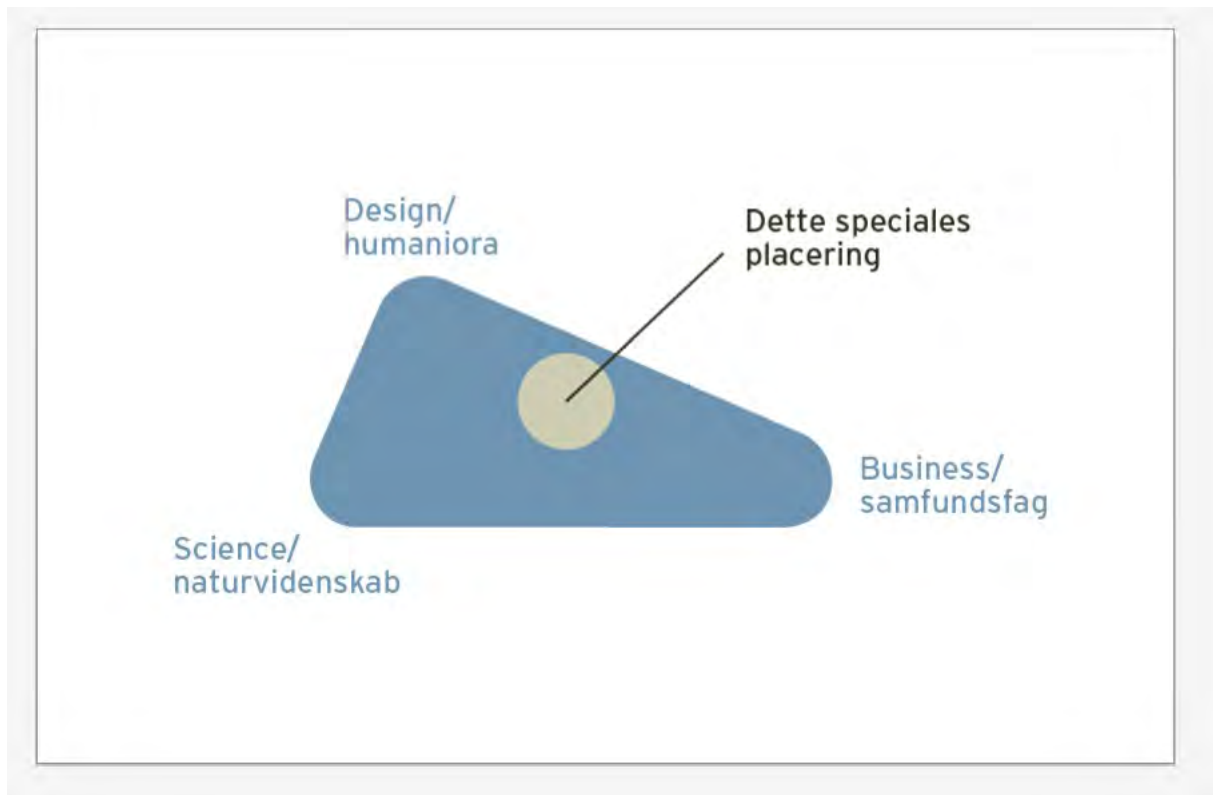 Design/
humaniora
Dette speciales
placering
Business/
samfundsfag
Science/
naturvidenskab